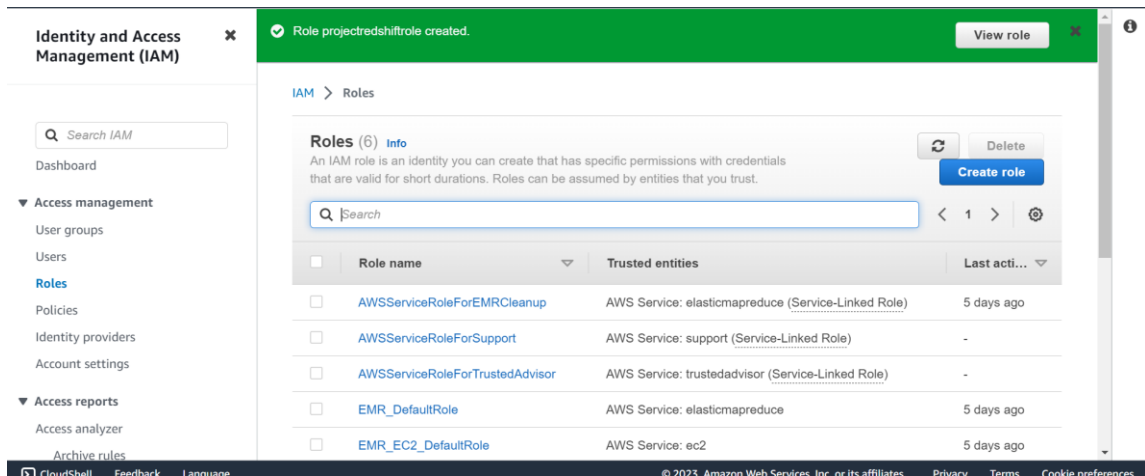 Identity and Access
Management (IAM)
Search IAM
Dashboard
Access management
User groups
Users
Roles
Policies
Identity providers
Account settings
Access reports
Access analyzer
Archive rules
Role projectredshiftrole created.
View role
IAM > Roles
Roles (6) Info
An IAM role is an identity you can create that has specific permissions with credentials
that are valid for short durations. Roles can be assumed by entities that you trust.
Delete
Create role
Search
1
Role name Trusted entities Last acti...
AWSServiceRoleForEMRCleanup AWS Service: elasticmapreduce (Service-Linked Role) 5 days ago
AWSServiceRoleForSupport AWS Service: support (Service-Linked Role) -
AWSServiceRoleForTrustedAdvisor AWS Service: trustedadvisor (Service-Linked Role) -
EMR_DefaultRole AWS Service: elasticmapreduce 5 days ago
EMR_EC2_DefaultRole AWS Service: ec2 5 days ago
CloudShell Feedback Language © 2023, Amazon Web Services, Inc. or its affiliates. Privacy Terms Cookie preferences